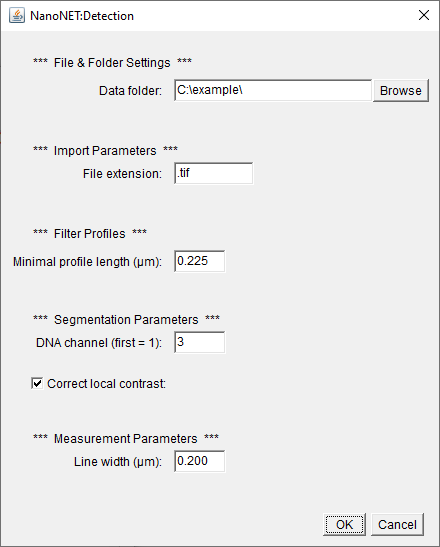 NanoNET:Detection
*** File & Folder Settings ***
Data folder: C:\example\ Browse
*** Import Parameters ***
File extension: .tif
*** Filter Profiles ***
Minimal profile length (µm): 0.225
*** Segmentation Parameters ***
DNA channel (first = 1): 3
Correct local contrast:
*** Measurement Parameters ***
Line width (µm): 0.200
OK Cancel